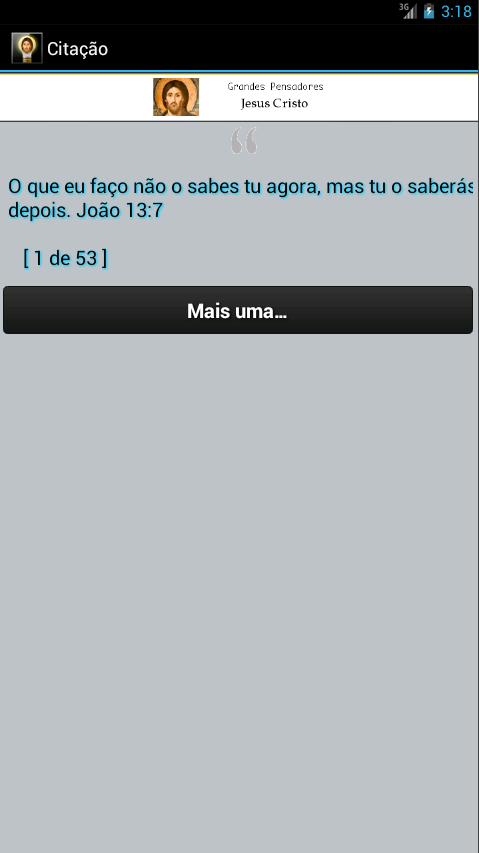 3G 3:18
Citação
Grandes Pensadores
Jesus Cristo
“
O que eu faço não o sabes tu agora, mas tu o saberás
depois. João 13:7
[ 1 de 53 ]
Mais uma...